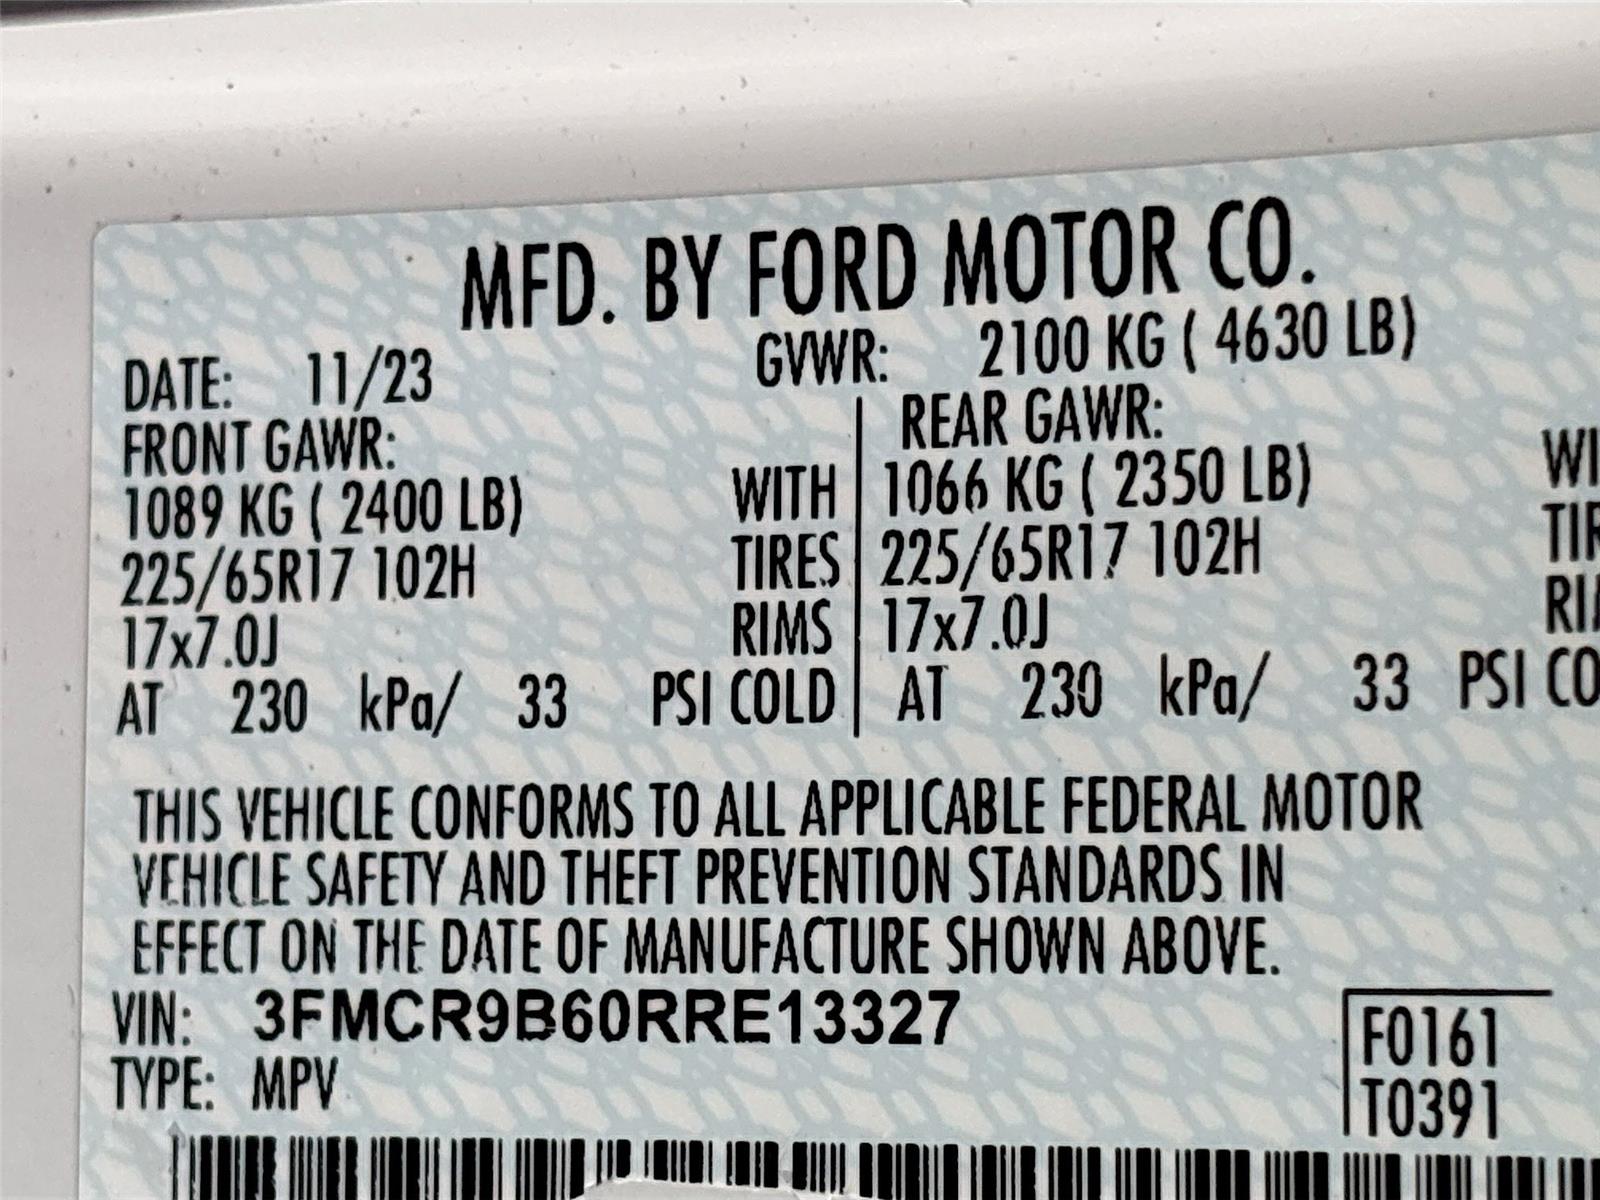 MFD. BY FORD MOTOR CO.
DATE: 11/23 GVWR: 2100 KG ( 4630 LB)
FRONT GAWR: REAR GAWR:
1089 KG ( 2400 LB) WITH 1066 KG ( 2350 LB) WI
225/65R17 102H TIRES 225/65R17 102H TIR
17x7.0J RIMS 17x7.0J RI
AT 230 kPa/ 33 PSI COLD AT 230 kPa/ 33 PSI CO
THIS VEHICLE CONFORMS TO ALL APPLICABLE FEDERAL MOTOR
VEHICLE SAFETY AND THEFT PREVENTION STANDARDS IN
EFFECT ON THE DATE OF MANUFACTURE SHOWN ABOVE.
VIN: 3FMCR9B60RRE13327
TYPE: MPV
F0161
T0391